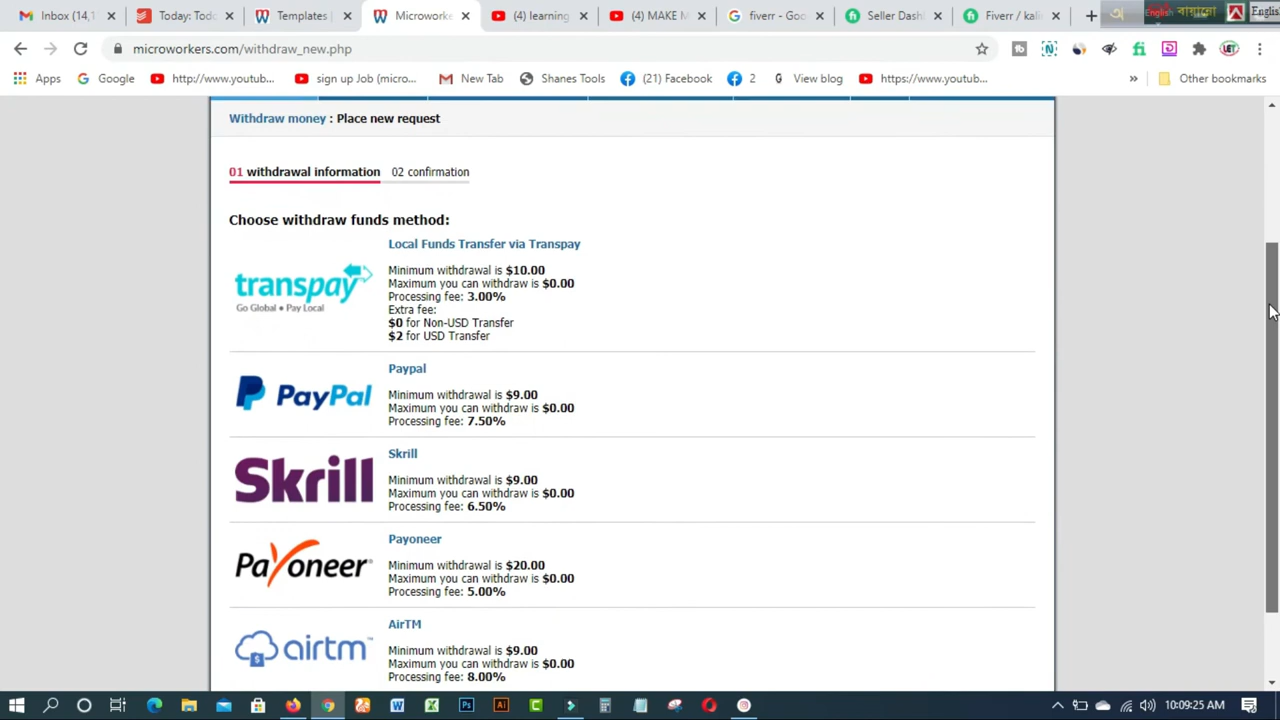 Inbox (14,1
Today: Todo
Templates
Microworke
(4) learning
(4) MAKE M
fiverr - Goo
Seller Dash
Fiverr / kali
English
English
microworkers.com/withdraw_new.php
Apps
Google
http://www.youtub...
sign up Job (micro...
New Tab
Shanes Tools
(21) Facebook
2
View blog
https://www.youtub...
»
Other bookmarks
Withdraw money : Place new request
01 withdrawal information 02 confirmation
Choose withdraw funds method:
Local Funds Transfer via Transpay
transpay
Go Global • Pay Local
Minimum withdrawal is $10.00
Maximum you can withdraw is $0.00
Processing fee: 3.00%
Extra fee:
$0 for Non-USD Transfer
$2 for USD Transfer
Paypal
PayPal
Minimum withdrawal is $9.00
Maximum you can withdraw is $0.00
Processing fee: 7.50%
Skrill
Skrill
Minimum withdrawal is $9.00
Maximum you can withdraw is $0.00
Processing fee: 6.50%
Payoneer
Payoneer
Minimum withdrawal is $20.00
Maximum you can withdraw is $0.00
Processing fee: 5.00%
AirTM
airtm
Minimum withdrawal is $9.00
Maximum you can withdraw is $0.00
Processing fee: 8.00%
10:09:25 AM